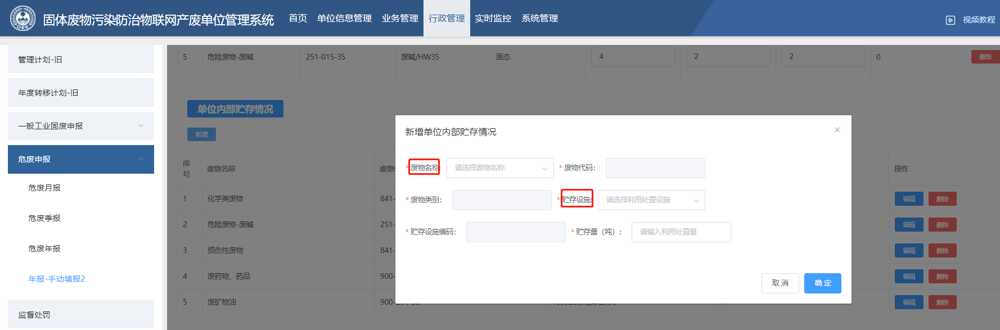 固体废物污染防治物联网产废单位管理系统
首页 单位信息管理 业务管理 行政管理 实时监控 系统管理
视频教程
管理计划-旧
年度转移计划-旧
一般工业固废申报
危废申报
危废月报
危废季报
危废年报
年报-手动填报2
监督处罚
5 危险废物-废碱 251-015-35 废碱/HW35 固态 4 2 2 0 删除
单位内部贮存情况
新增
序号 废物名称 操作
1 化学类废物 841- 编辑 删除
2 危险废物-废碱 251- 编辑 删除
3 损伤性废物 841- 编辑 删除
4 废药物、药品 900- 编辑 删除
5 废矿物油 900- 编辑 删除
新增单位内部贮存情况
*废物名称: 请选择废物名称 *废物代码:
*废物类别: *贮存设施: 请选择利用处置设施
*贮存设施编码: *贮存量（吨）: 请输入利用处置量
取消 确定